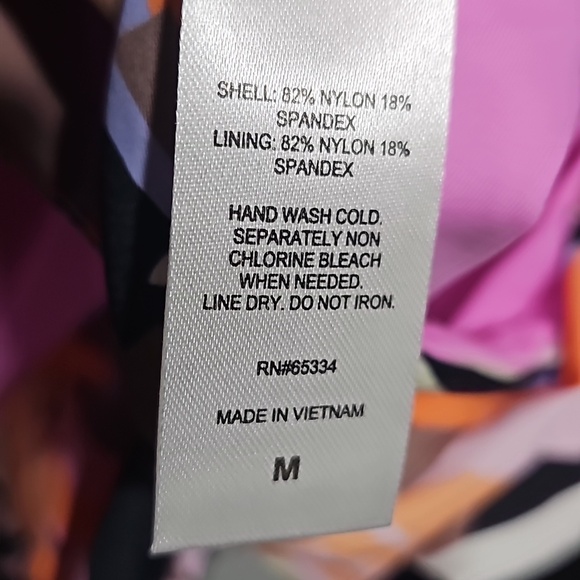 SHELL: 82% NYLON 18%
SPANDEX
LINING: 82% NYLON 18%
SPANDEX
HAND WASH COLD.
SEPARATELY NON
CHLORINE BLEACH
WHEN NEEDED.
LINE DRY. DO NOT IRON.
RN#65334
MADE IN VIETNAM
M